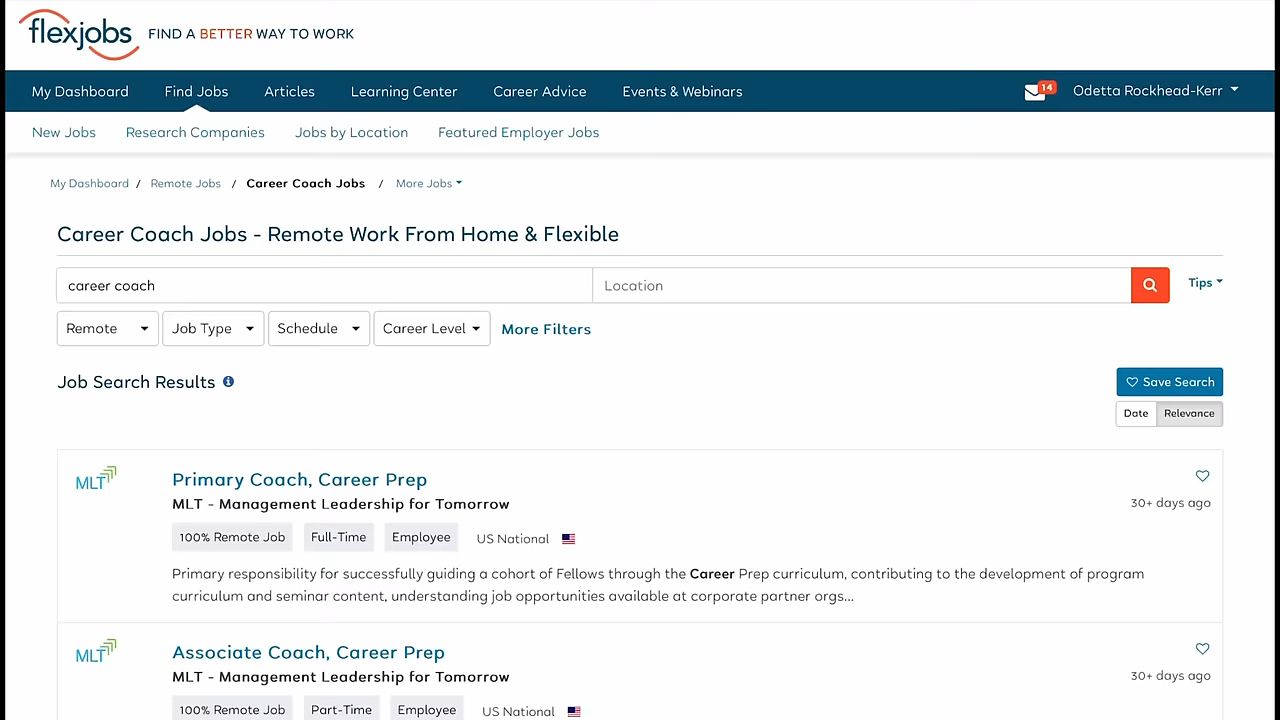 flexjobs FIND A BETTER WAY TO WORK
My Dashboard Find Jobs Articles Learning Center Career Advice Events & Webinars 14 Odetta Rockhead-Kerr
New Jobs Research Companies Jobs by Location Featured Employer Jobs
My Dashboard / Remote Jobs / Career Coach Jobs / More Jobs
Career Coach Jobs - Remote Work From Home & Flexible
career coach Location Tips
Remote Job Type Schedule Career Level More Filters
Job Search Results Save Search
Date Relevance
MLT Primary Coach, Career Prep
MLT - Management Leadership for Tomorrow 30+ days ago
100% Remote Job Full-Time Employee US National
Primary responsibility for successfully guiding a cohort of Fellows through the Career Prep curriculum, contributing to the development of program
curriculum and seminar content, understanding job opportunities available at corporate partner orgs...
MLT Associate Coach, Career Prep
MLT - Management Leadership for Tomorrow 30+ days ago
100% Remote Job Part-Time Employee US National